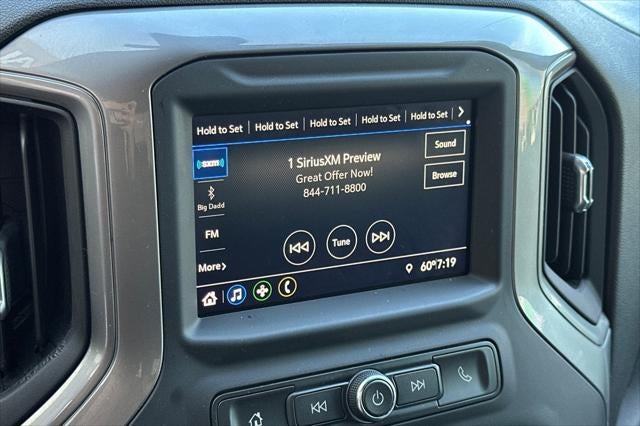 Hold to Set Hold to Set Hold to Set Hold to Set Hold to Set
sxm
1 SiriusXM Preview
Sound
Great Offer Now!
844-711-8800
Browse
Big Dadd
FM
Tune
More
60° 7:19